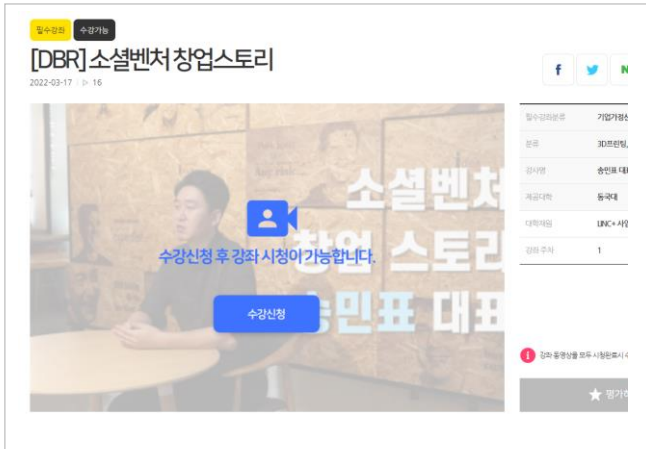 필수강좌 수강가능
[DBR] 소셜벤처 창업스토리
2022-03-17 16
f N
소셜벤처
창업 스토리
송민표 대표
수강신청 후 강좌 시청이 가능합니다.
수강신청
필수강좌분류 기업가정신
분류 3D프린팅,
강사명 송민표 대표
제공대학 동국대
LINC+ 사업
강좌 주차 1
강좌 동영상을 모두 시청완료시 수
평가하